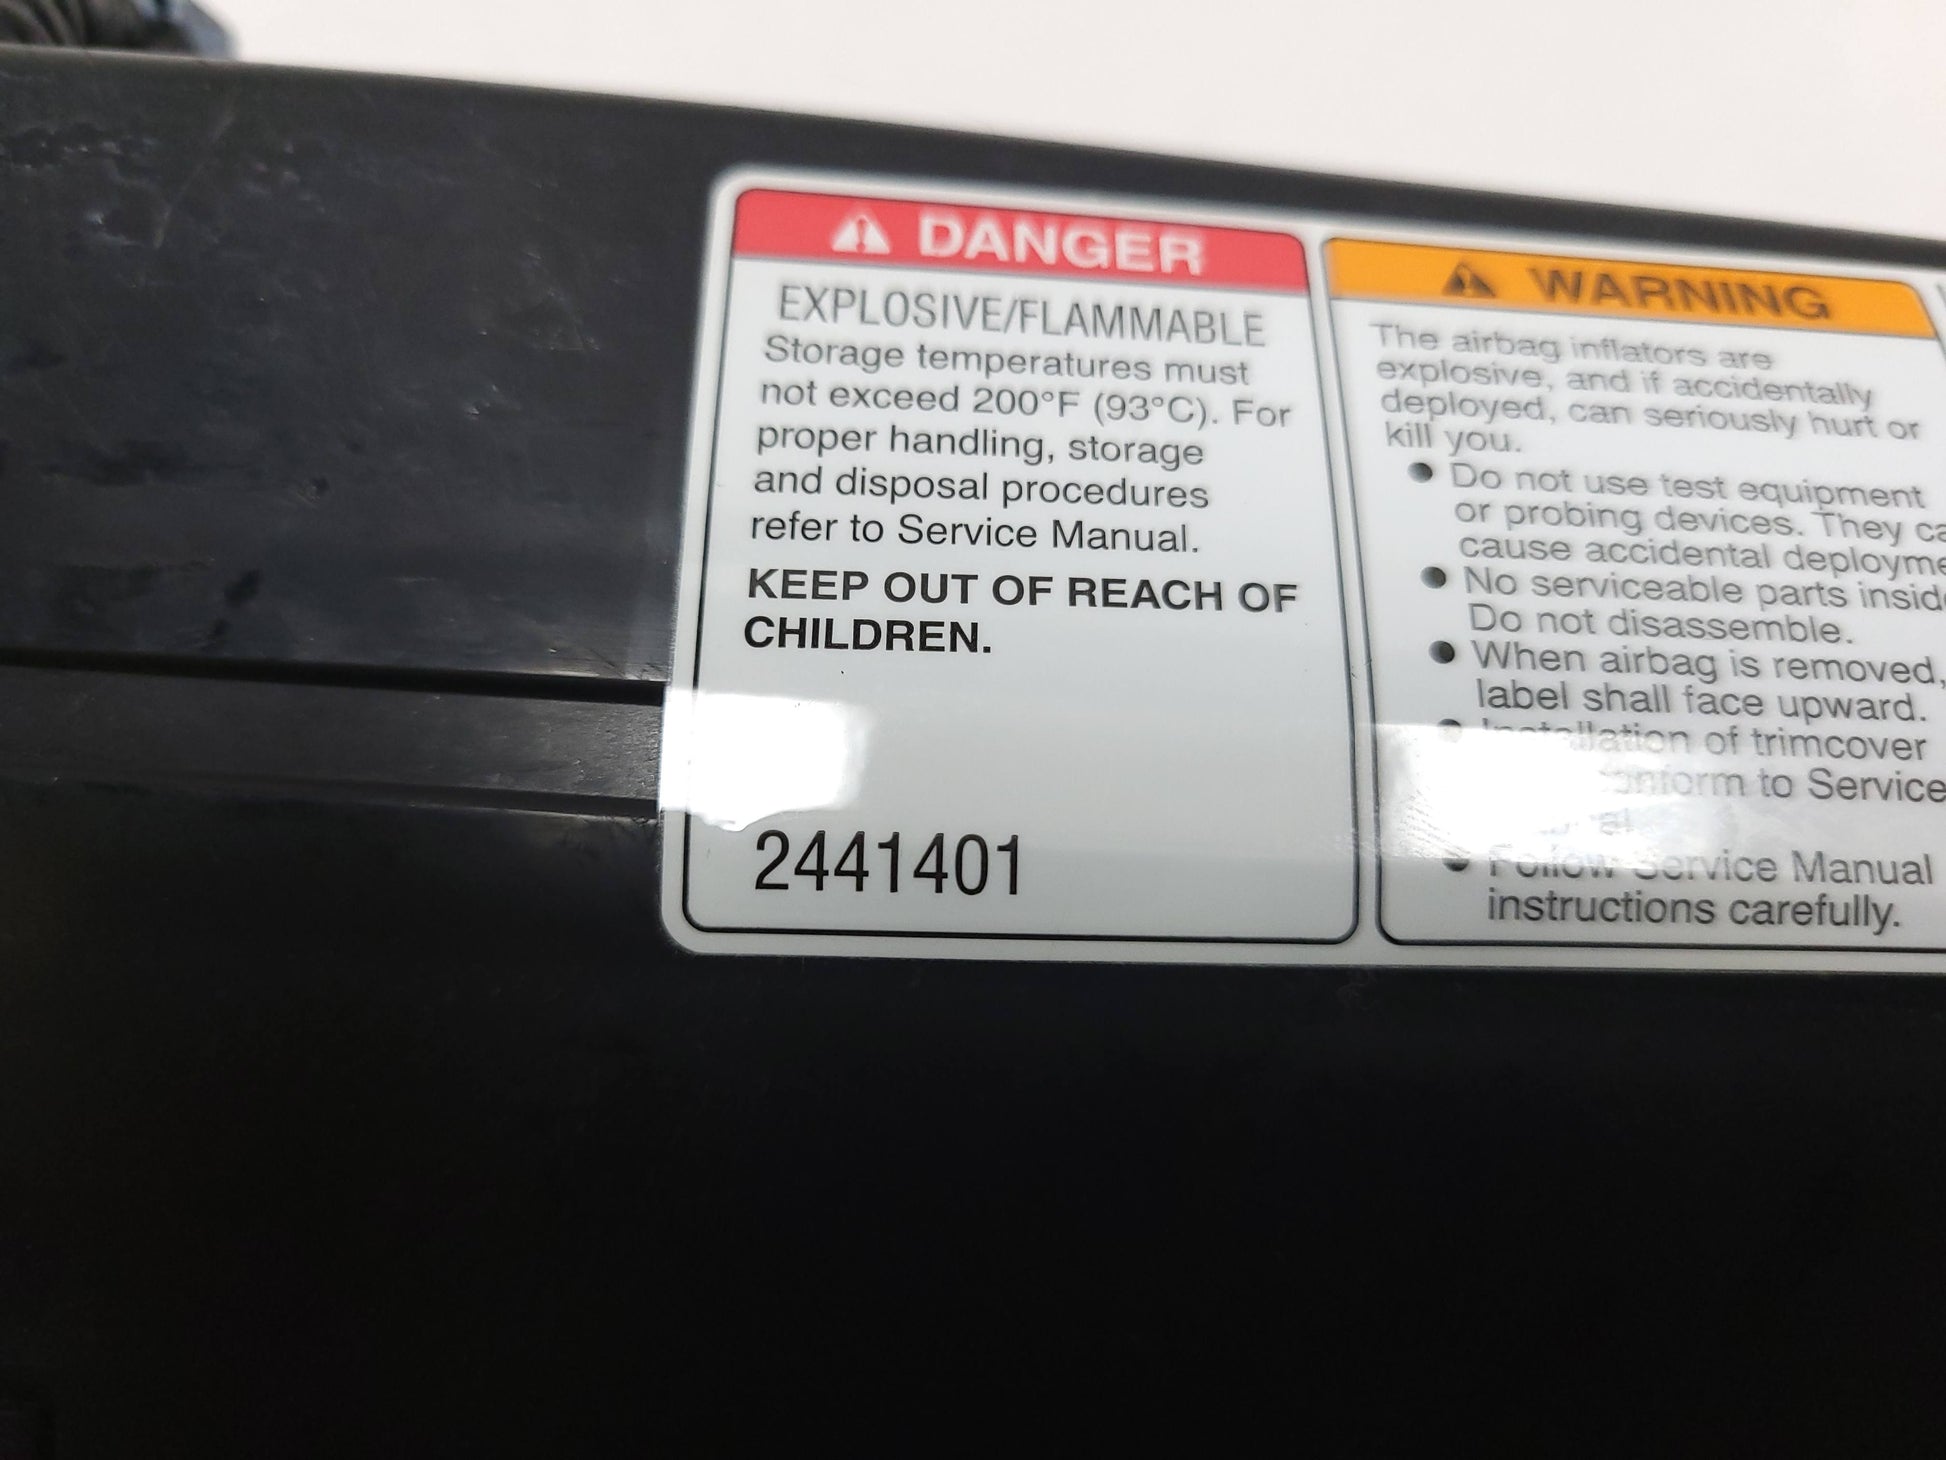 DANGER
EXPLOSIVE/FLAMMABLE
Storage temperatures must
not exceed 200°F (93°C). For
proper handling, storage
and disposal procedures
refer to Service Manual.
KEEP OUT OF REACH OF
CHILDREN.
2441401
WARNING
The airbag inflators are
explosive, and if accidentally
deployed, can seriously hurt or
kill you.
● Do not use test equipment
or probing devices. They
cause accidental
● No serviceable parts
Do not disassemble.
● When airbag is removed,
label shall face upward.
● Installation of trimcover
conform to Service
● Follow Service Manual
instructions carefully.